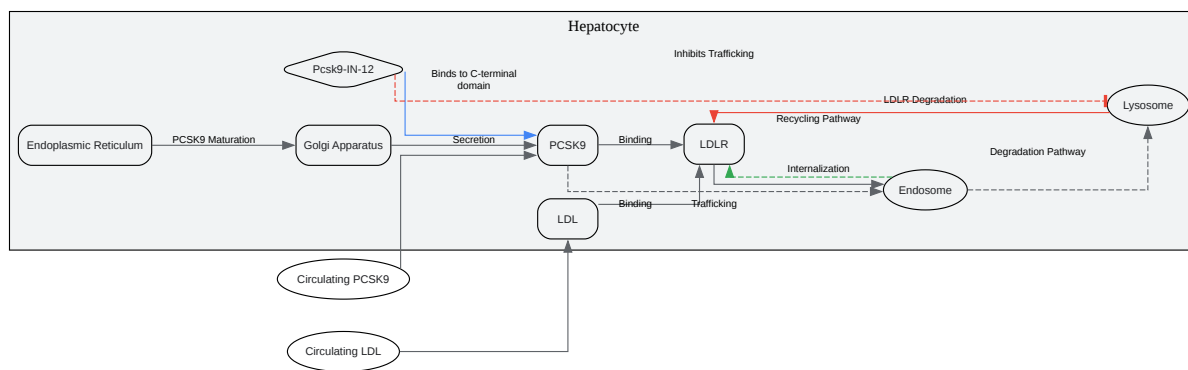 Hepatocyte
Inhibits Trafficking
Pcsk9-IN-12
Binds to C-terminal
domain
LDLR Degradation
Lysosome
Recycling Pathway
Endoplasmic Reticulum
PCSK9 Maturation
Golgi Apparatus
Secretion
PCSK9
Binding
LDLR
Degradation Pathway
Internalization
Endosome
Binding
Trafficking
LDL
Circulating PCSK9
Circulating LDL